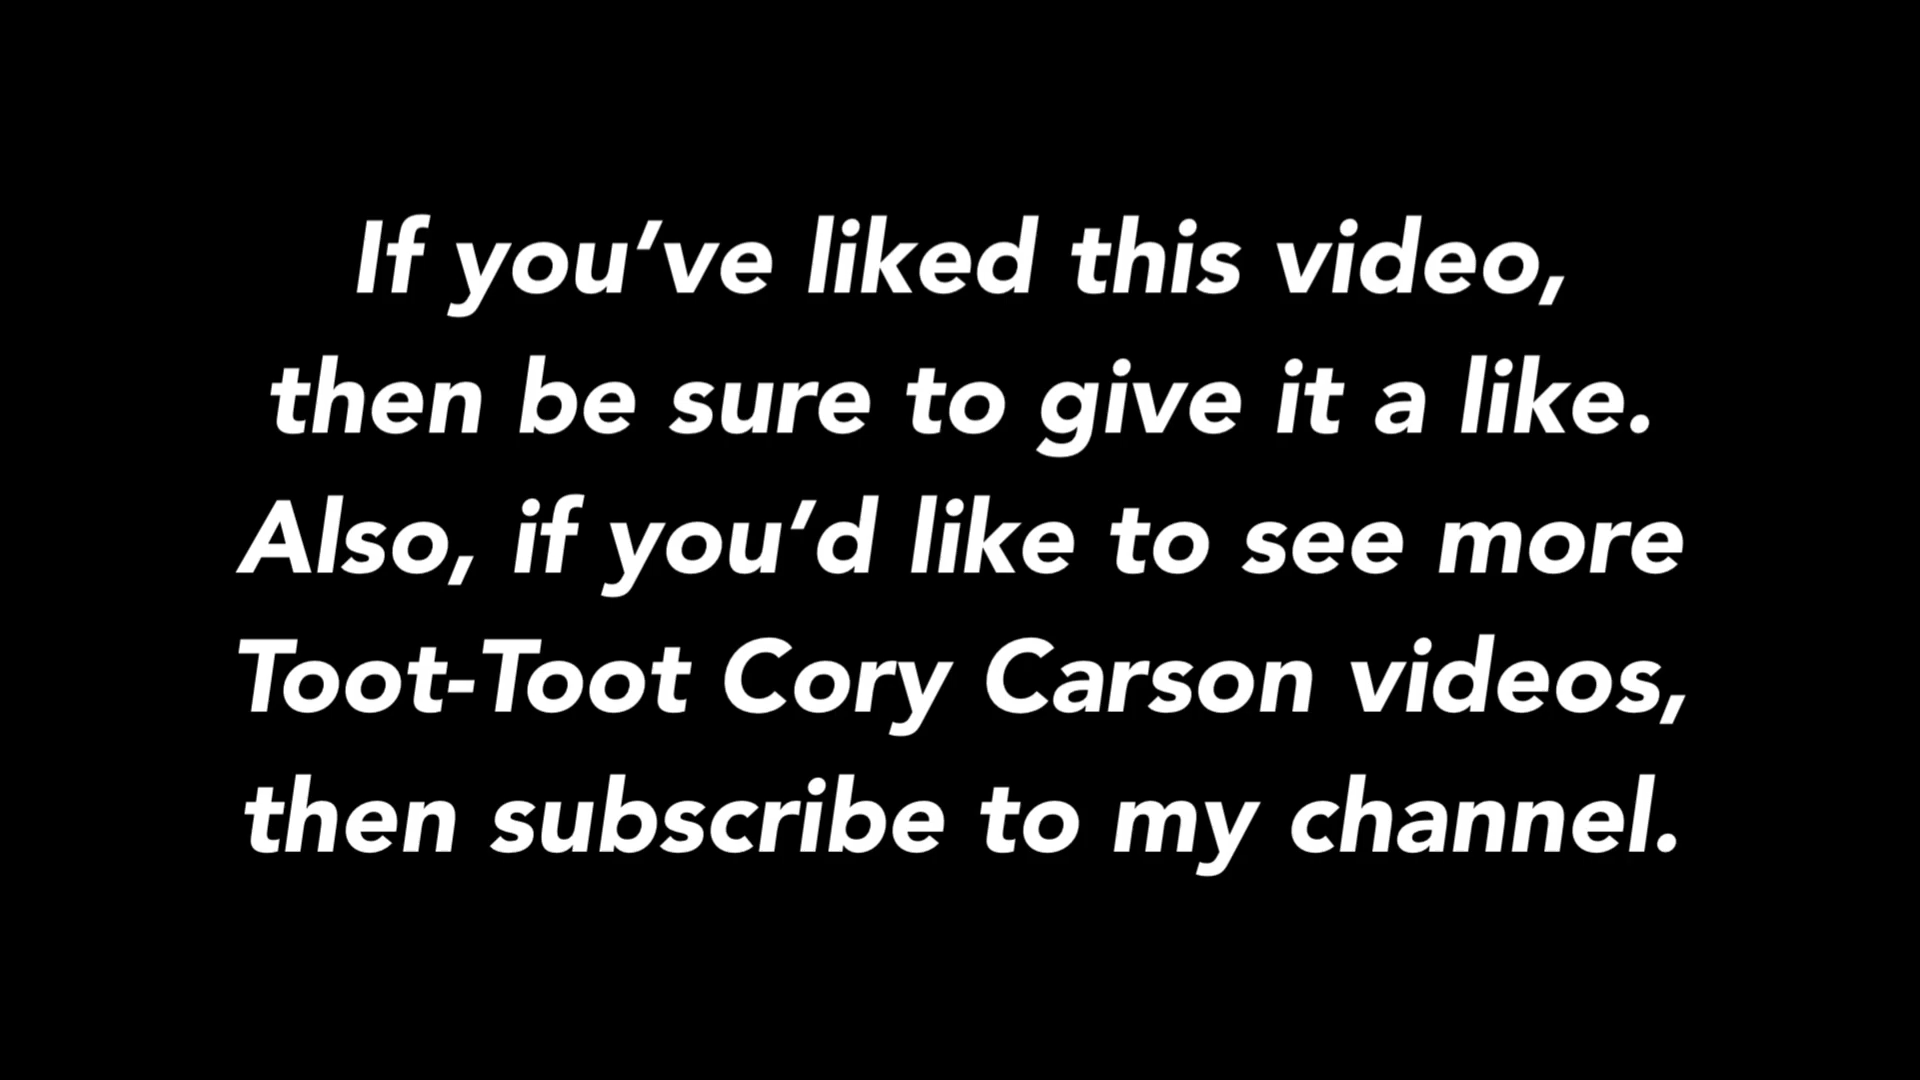 If you’ve liked this video,
then be sure to give it a like.
Also, if you’d like to see more
Toot-Toot Cory Carson videos,
then subscribe to my channel.